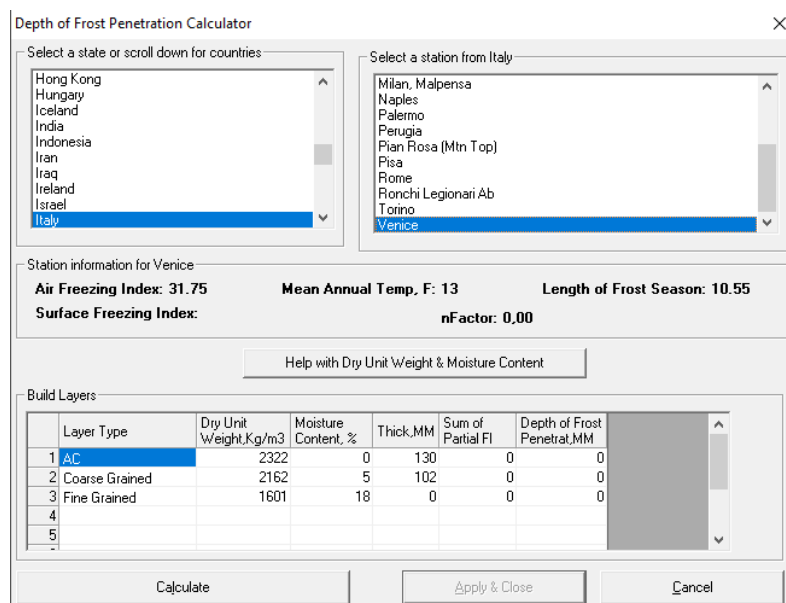 Depth of Frost Penetration Calculator
Select a state or scroll down for countries
Hong Kong
Hungary
Iceland
India
Indonesia
Iran
Iraq
Ireland
Israel
Italy
Select a station from Italy
Milan, Malpensa
Naples
Palermo
Perugia
Pian Rosa (Mtn Top)
Pisa
Rome
Ronchi Legionari Ab
Torino
Venice
Station information for Venice
Air Freezing Index: 31.75 Mean Annual Temp, F: 13 Length of Frost Season: 10.55
Surface Freezing Index: nFactor: 0,00
Help with Dry Unit Weight & Moisture Content
Build Layers
Layer Type Dry Unit Weight,Kg/m3 Moisture Content, % Thick,MM Sum of Partial FI Depth of Frost Penetrat,MM
1 AC 2322 0 130 0 0
2 Coarse Grained 2162 5 102 0 0
3 Fine Grained 1601 18 0 0 0
4
5
Calculate Apply & Close Cancel